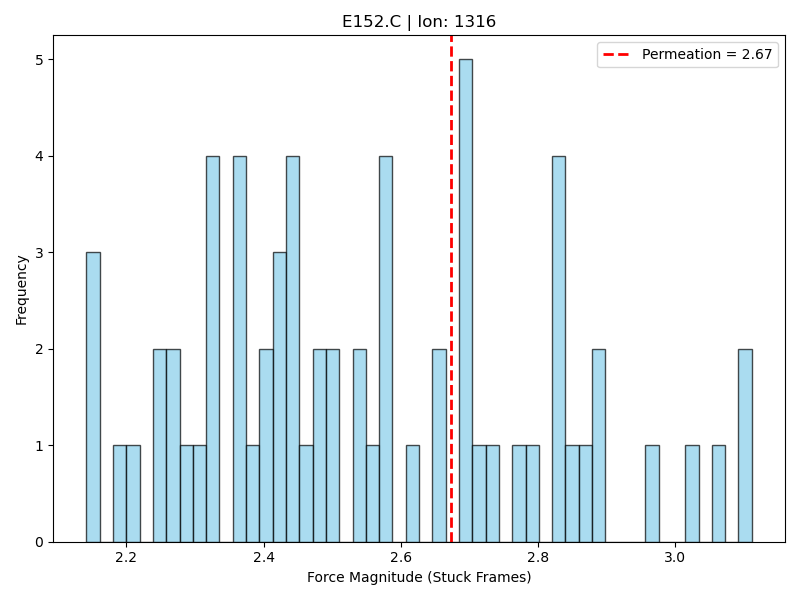 E152.C | Ion: 1316
Permeation = 2.67
5
4
3
2
1
0
Frequency
2.2
2.4
2.6
2.8
3.0
Force Magnitude (Stuck Frames)